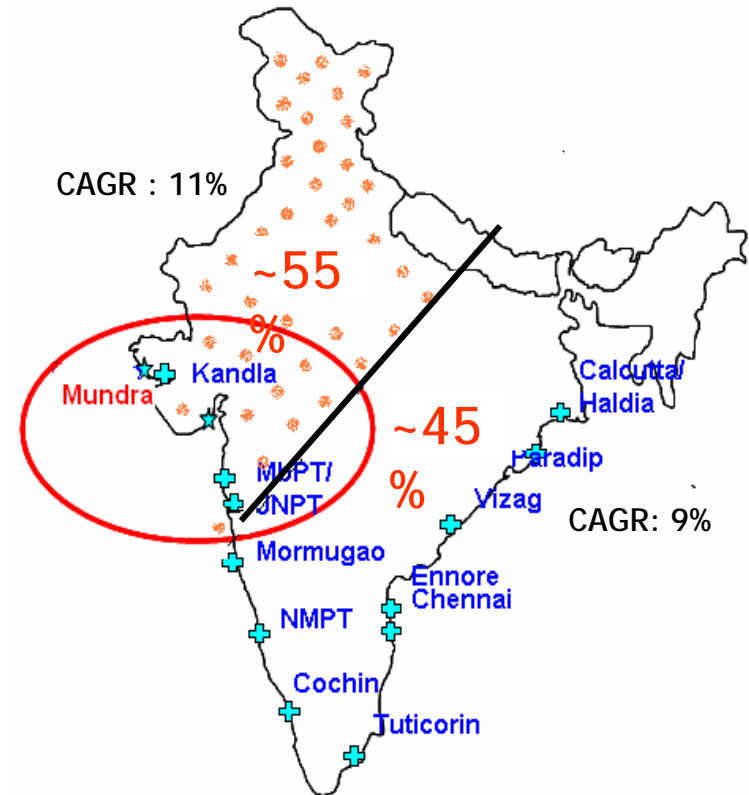 CAGR : 11%
~55
%
Kandla
Mundra
Calcutta/
Haldia
~45
%
Paradip
MbPT/
JNPT
Vizag
CAGR: 9%
Mormugao
Ennore
Chennai
NMPT
Cochin
Tuticorin